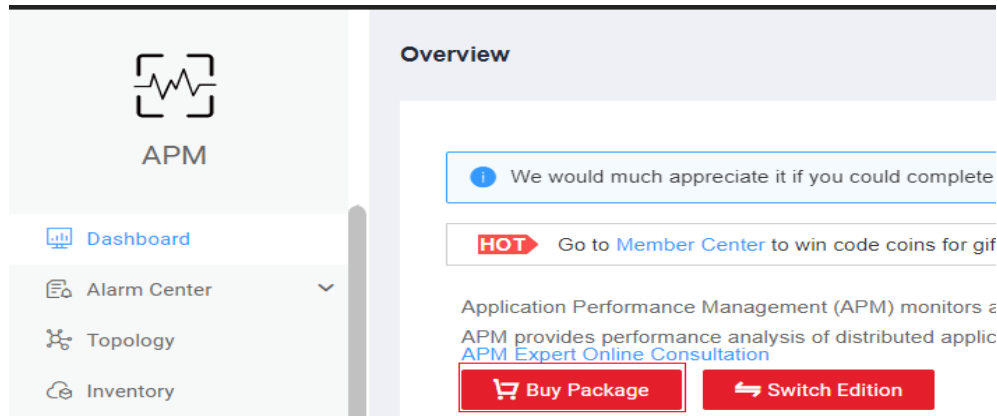 APM
Dashboard
Alarm Center
Topology
Inventory
Overview
We would much appreciate it if you could complete
HOT Go to Member Center to win code coins for
Application Performance Management (APM) monitors
APM provides performance analysis of distributed
APM Expert Online Consultation
Buy Package
Switch Edition